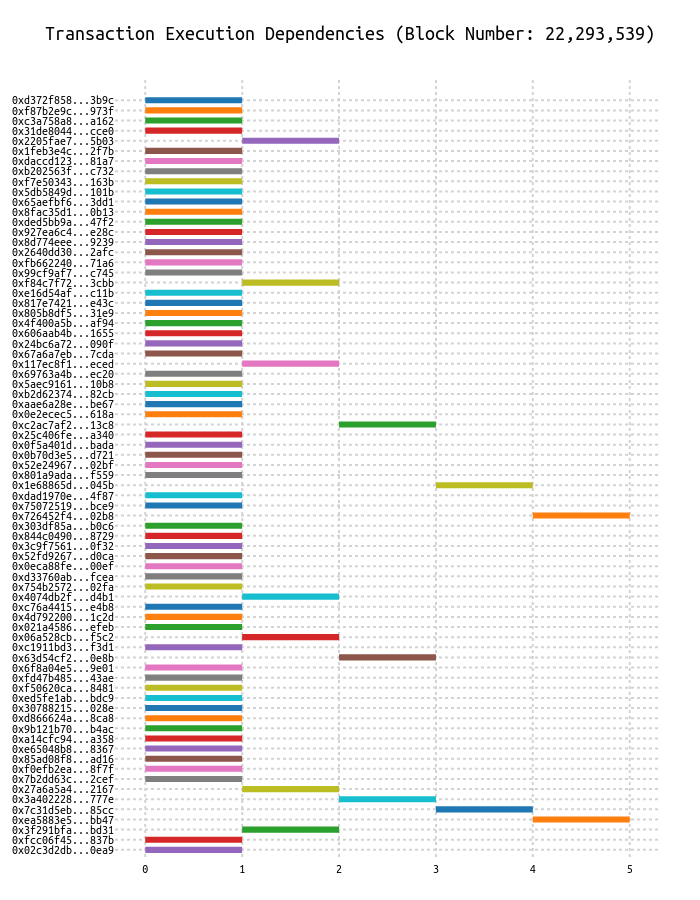 Transaction Execution Dependencies (Block Number: 22,293,539)
0xd372f858...3b9c
0xf87b2e9c...973f
0xc3a758a8...a162
0x31de8044...cce0
0x2205fae7...5b03
0x1feb3e4c...2f7b
0xdaccd123...81a7
0xb202563f...c732
0xf7e50343...163b
0x5db5849d...101b
0x65aefbf6...3dd1
0x8fac35d1...0b13
0xded5bb9a...47f2
0x927ea6c4...e28c
0x8d774eee...9239
0x2640dd30...2afc
0xfb662240...71a6
0x99cf9af7...c745
0xf84c7f72...3cbb
0xe16d54af...c11b
0x817e7421...e43c
0x805b8df5...31e9
0x4f400a5b...af94
0x606aab4b...1655
0x24bc6a72...090f
0x67a6a7eb...7cda
0x117ec8f1...eced
0x69763a4b...ec20
0x5aec9161...10b8
0xb2d62374...82cb
0xaae6a28e...be67
0x0e2ecec5...618a
0xc2ac7af2...13c8
0x25c406fe...a340
0x0f5a401d...bada
0x0b70d3e5...d721
0x52e24967...02bf
0x801a9ada...f559
0x1e68865d...045b
0xdad1970e...4f87
0x75072519...bce9
0x726452f4...02b8
0x303df85a...b0c6
0x844c0490...8729
0x3c9f7561...0f32
0x52fd9267...d0ca
0x0eca88fe...00ef
0xd33760ab...fcea
0x754b2572...02fa
0x4074db2f...d4b1
0xc76a4415...e4b8
0x4d792200...1c2d
0x021a4586...efeb
0x06a528cb...f5c2
0xc1911bd3...f3d1
0x63d54cf2...0e8b
0x6f8a04e5...9e01
0xfd47b485...43ae
0xf50620ca...8481
0xed5fe1ab...bdc9
0x30788215...028e
0xd866624a...8ca8
0x9b121b70...b4ac
0xa14cfc94...a358
0xe65048b8...8367
0x85ad08f8...ad16
0xf0efb2ea...8f7f
0x7b2dd63c...2cef
0x27a6a5a4...2167
0x3a402228...777e
0x7c31d5eb...85cc
0xea5883e5...bb47
0x3f291bfa...bd31
0xfcc06f45...837b
0x02c3d2db...0ea9
0 1 2 3 4 5